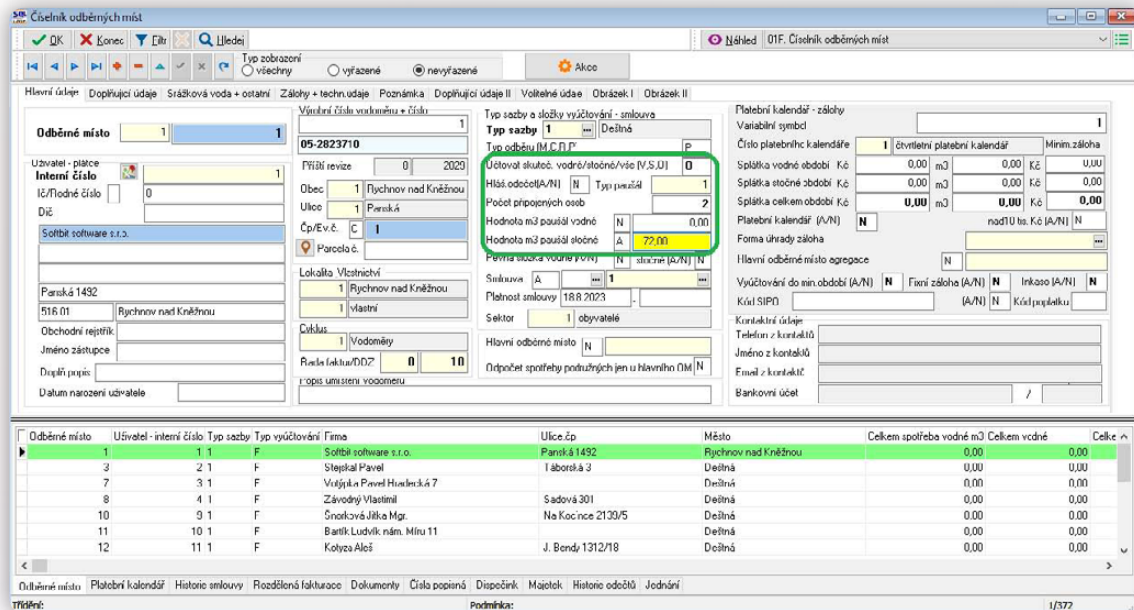 Číselník odběrných míst
OK Konec Filtr Hledej Náhled 01F. Číselník odběrných míst
Typ zobrazení
všechny vyřazené nevyřazené Akce
Hlavní údaje Doplňující údaje Srážková voda + ostatní Zálohy + techn.udaje Poznámka Doplňující údaje II Volitelné údae Obrázek I Obrázek II
Odběrné místo 1 1
Uživatel - plátce
Interní číslo 1
Ič/Rodné číslo 0
Dič
Softbit software s.r.o.
Panská 1492
516 01 Rychnov nad Kněžnou
Obchodní rejstřík
Jméno zástupce
Doplň popis
Datum narození uživatele
Výrobní číslo vodoměru + číslo
1
05-2823710
Příští revize 0 2029
Obec 1 Rychnov nad Kněžnou
Ulice 1 Panská
Čp/Ev.č. C 1
Parcela č.
Lokalita Vlastnictví
1 Rychnov nad Kněžnou
1 vlastní
Cyklus
1 Vodoměry
Řada faktur/DDZ 0 10
Popis umístění vodoměru
Typ sazby a složky vyúčtování - smlouva
Typ sazby 1 ... Deštná
Typ odběru (M,C,D,P) P
Účtovat skuteč. vodné/stočné/vše [V,S,O] O
Hláš.odečet(A/N) N Typ paušál 1
Počet připojených osob 2
Hodnota m3 paušál vodné N 0,00
Hodnota m3 paušál stočné A 72,00
Pevná složka vodné (A/N) N stočné (A/N) N
Smlouva A ... 1 ...
Platnost smlouvy 18.8.2023 .
Sektor 1 obyvatelé
Hlavní odběrné místo N
Odpočet spotřeby podružných jen u hlavního OM N
Platební kalendář - zálohy
Variabilní symbol 1
Číslo platebního kalendáře 1 čtvrtletní platební kalendář Minim.záloha
Splátka vodné období Kč 0,00 m3 0,00 Kč 0,00
Splátka stočné období Kč 0,00 m3 0,00 Kč 0,00
Splátka celkem období Kč 0,00 m3 0,00 Kč 0,00
Platební kalendář (A/N) N nad10 tis. Kč (A/N) N
Forma úhrady záloha ...
Hlavní odběrné místo agregace N
Vyúčtování do min.období (A/N) N Fixní záloha (A/N) N Inkaso (A/N) N
Kód SIPO (A/N) N Kód poplatku
Kontaktní údaje
Telefon z kontaktů
Jméno z kontaktů
Email z kontaktů
Bankovní účet /
Odběrné místo Uživatel - interní číslo Typ sazby Typ vyúčtování Firma Ulice.čp Město Celkem spotřeba vodné m3 Celkem vodné Celke
1 1 1 F Softbit software s.r.o. Panská 1492 Rychnov nad Kněžnou 0,00 0,00
3 2 1 F Stejskal Pavel Táborská 3 Deštná 0,00 0,00
7 3 1 F Votýpka Pavel Hradecká 7 Deštná 0,00 0,00
8 4 1 F Závodný Vlastimil Sadová 301 Deštná 0,00 0,00
10 9 1 F Šnorková Jitka Mgr. Na Kocince 2139/5 Deštná 0,00 0,00
11 10 1 F Bartík Ludvík nám. Míru 11 Deštná 0,00 0,00
12 11 1 F Kotyza Aleš J. Bendy 1312/18 Deštná 0,00 0,00
Odběrné místo Platební kalendář Historie smlouvy Rozdělená fakturace Dokumenty Čísla popisná Dispečink Majetek Historie odečtů Jednání
Třídění: Podmínka: 1/372